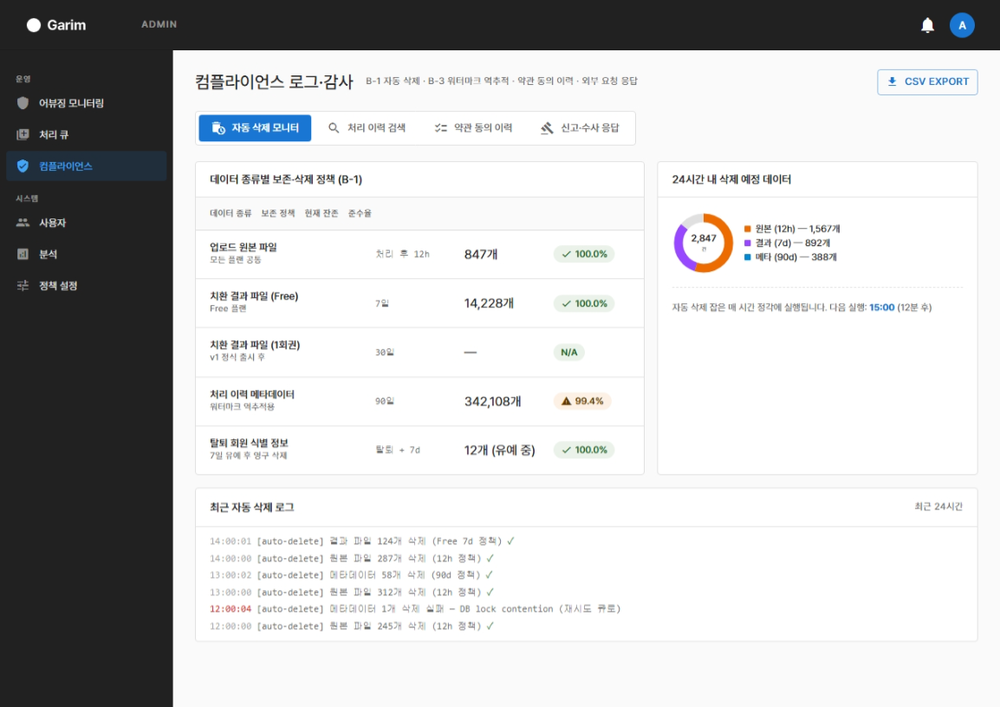 Garim
ADMIN
A
운영
어뷰징 모니터링
처리 큐
컴플라이언스
시스템
사용자
분석
정책 설정
컴플라이언스 로그·감사
B-1 자동 삭제 · B-3 워터마크 역추적 · 약관 동의 이력 · 외부 요청 응답
CSV EXPORT
자동 삭제 모니터
처리 이력 검색
약관 동의 이력
신고·수사 응답
데이터 종류별 보존·삭제 정책 (B-1)
데이터 종류 보존 정책 현재 잔존 준수율
업로드 원본 파일
모든 플랜 공통
처리 후 12h
847개
100.0%
치환 결과 파일 (Free)
Free 플랜
7일
14,228개
100.0%
치환 결과 파일 (1회권)
v1 정식 출시 후
30일
—
N/A
처리 이력 메타데이터
워터마크 역추적용
90일
342,108개
99.4%
탈퇴 회원 식별 정보
7일 유예 후 영구 삭제
탈퇴 + 7d
12개 (유예 중)
100.0%
24시간 내 삭제 예정 데이터
2,847
건
원본 (12h) — 1,567개
결과 (7d) — 892개
메타 (90d) — 388개
자동 삭제 잡은 매 시간 정각에 실행됩니다. 다음 실행: 15:00 (12분 후)
최근 자동 삭제 로그
최근 24시간
14:00:01 [auto-delete] 결과 파일 124개 삭제 (Free 7d 정책) ✓
14:00:00 [auto-delete] 원본 파일 287개 삭제 (12h 정책) ✓
13:00:02 [auto-delete] 메타데이터 58개 삭제 (90d 정책) ✓
13:00:00 [auto-delete] 원본 파일 312개 삭제 (12h 정책) ✓
12:00:04 [auto-delete] 메타데이터 1개 삭제 실패 — DB lock contention (재시도 큐로)
12:00:00 [auto-delete] 원본 파일 245개 삭제 (12h 정책) ✓